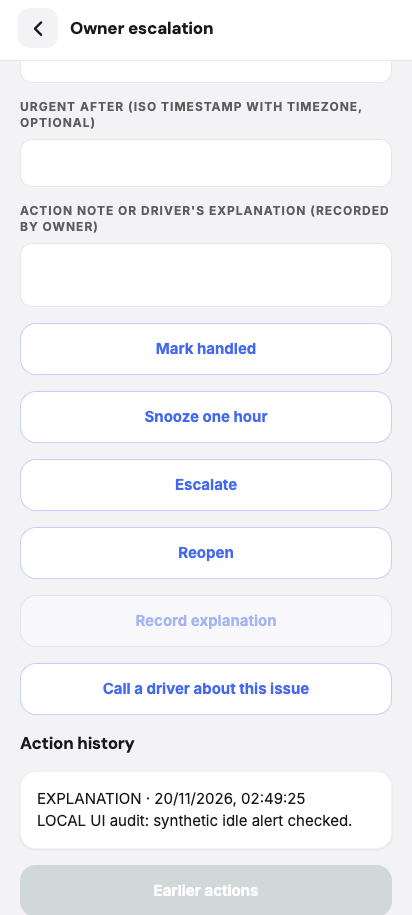 Owner escalation
URGENT AFTER (ISO TIMESTAMP WITH TIMEZONE,
OPTIONAL)
ACTION NOTE OR DRIVER'S EXPLANATION (RECORDED
BY OWNER)
Mark handled
Snooze one hour
Escalate
Reopen
Record explanation
Call a driver about this issue
Action history
EXPLANATION · 20/11/2026, 02:49:25
LOCAL UI audit: synthetic idle alert checked.
Earlier actions